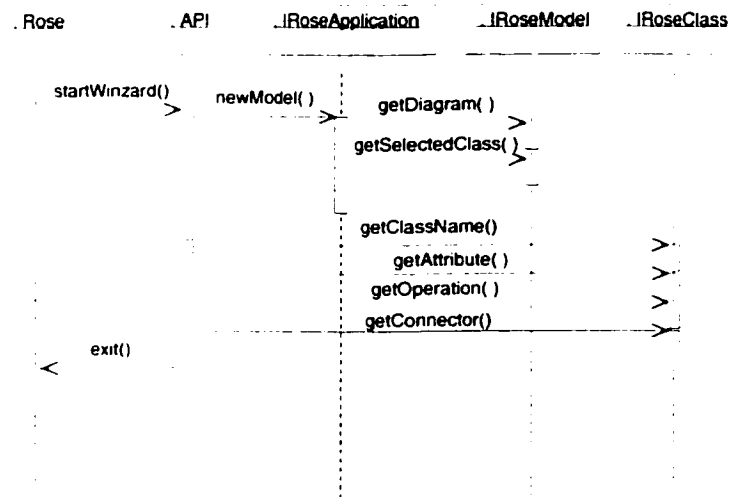 : Rose
: API
: IRoseApplication
: IRoseModel
: IRoseClass
startWinzard()
newModel( )
getDiagram( )
getSelectedClass( )
getClassName()
getAttribute( )
getOperation( )
getConnector()
exit()